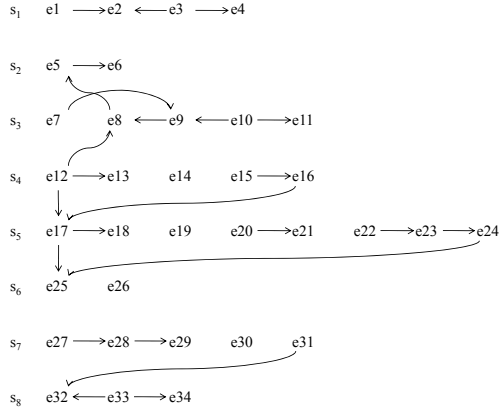 s1 e1 e2 e3 e4
s2 e5 e6
s3 e7 e8 e9 e10 e11
s4 e12 e13 e14 e15 e16
s5 e17 e18 e19 e20 e21 e22 e23 e24
s6 e25 e26
s7 e27 e28 e29 e30 e31
s8 e32 e33 e34